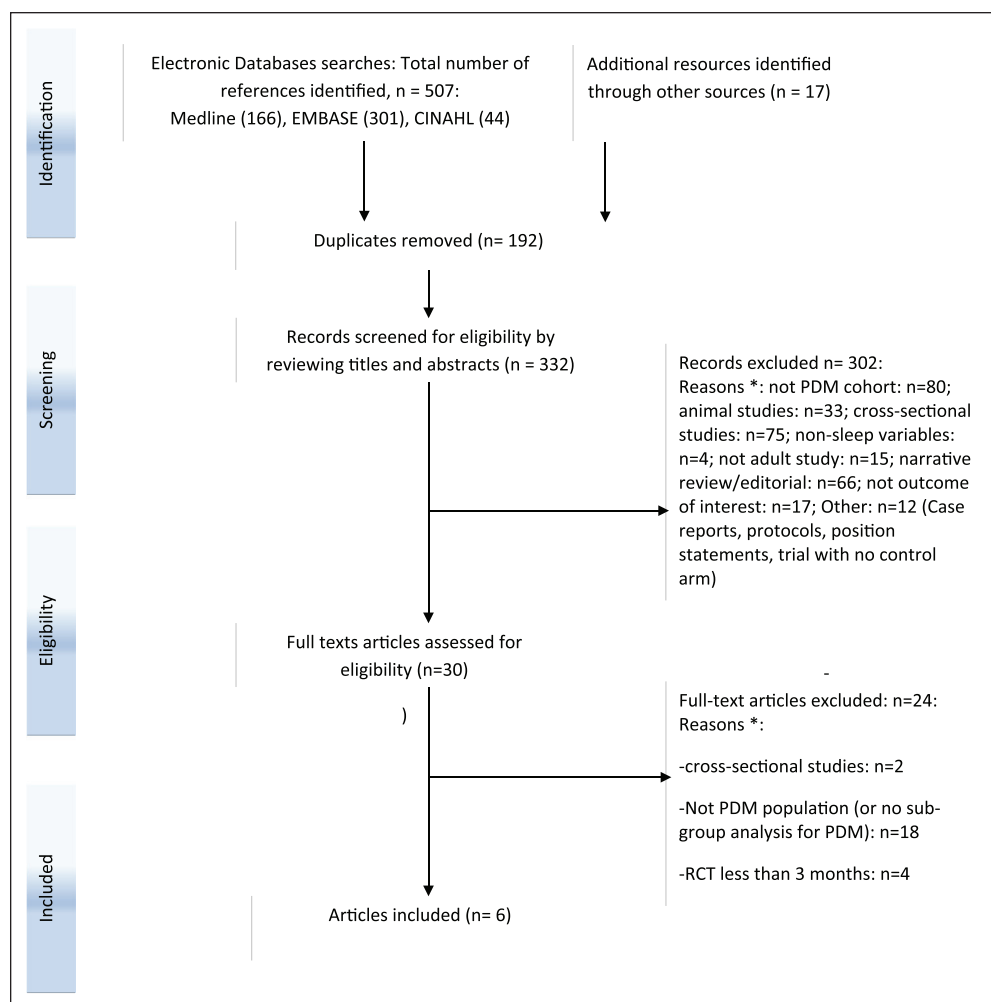 Identification
Electronic Databases searches: Total number of
references identified, n = 507:
Medline (166), EMBASE (301), CINAHL (44)
Additional resources identified
through other sources (n = 17)
Duplicates removed (n= 192)
Screening
Records screened for eligibility by
reviewing titles and abstracts (n = 332)
Records excluded n= 302:
Reasons *: not PDM cohort: n=80;
animal studies: n=33; cross-sectional
studies: n=75; non-sleep variables:
n=4; not adult study: n=15; narrative
review/editorial: n=66; not outcome
of interest: n=17; Other: n=12 (Case
reports, protocols, position
statements, trial with no control
arm)
Eligibility
Full texts articles assessed for
eligibility (n=30)
)
-
Full-text articles excluded: n=24:
Reasons *:
-cross-sectional studies: n=2
-Not PDM population (or no sub-
group analysis for PDM): n=18
-RCT less than 3 months: n=4
Included
Articles included (n= 6)